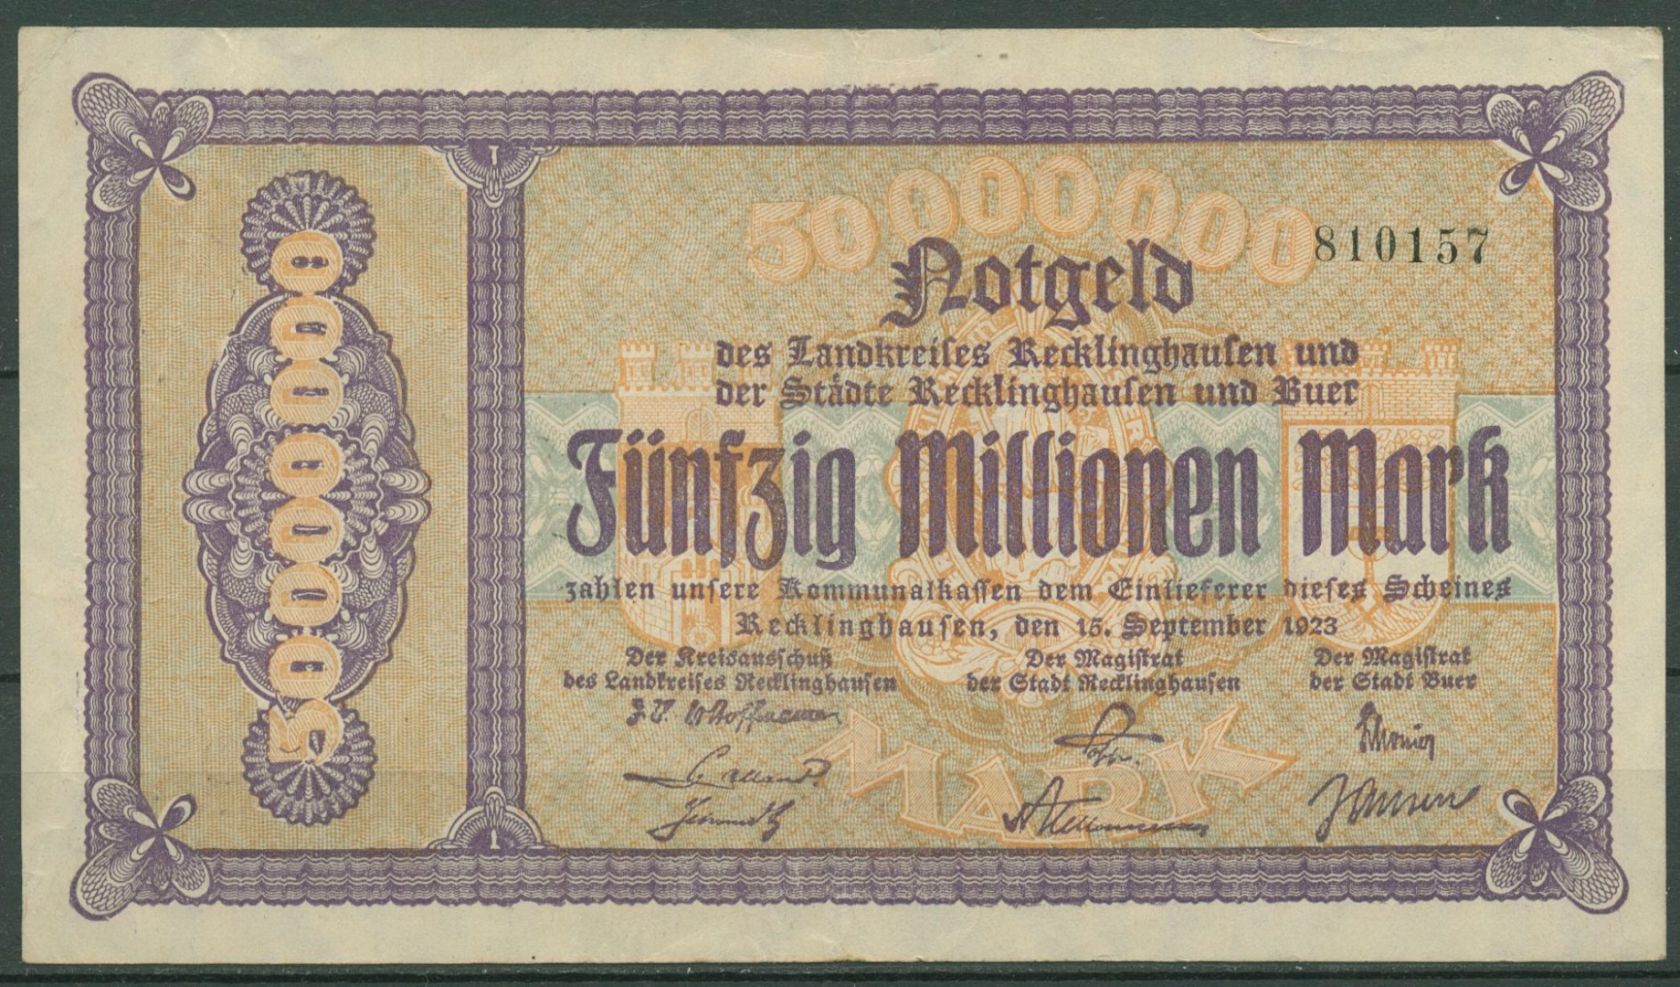 50000000
50000000
810157
Notgeld
des Landkreises Recklinghausen und
der Städte Recklinghausen und Buer
Fünfzig Millionen Mark
zahlen unsere Kommunalkassen dem Einlieferer dieses Scheines
Recklinghausen, den 15. September 1923
Der Kreisausschuß
des Landkreises Recklinghausen
Der Magistrat
der Stadt Recklinghausen
Der Magistrat
der Stadt Buer
MARK